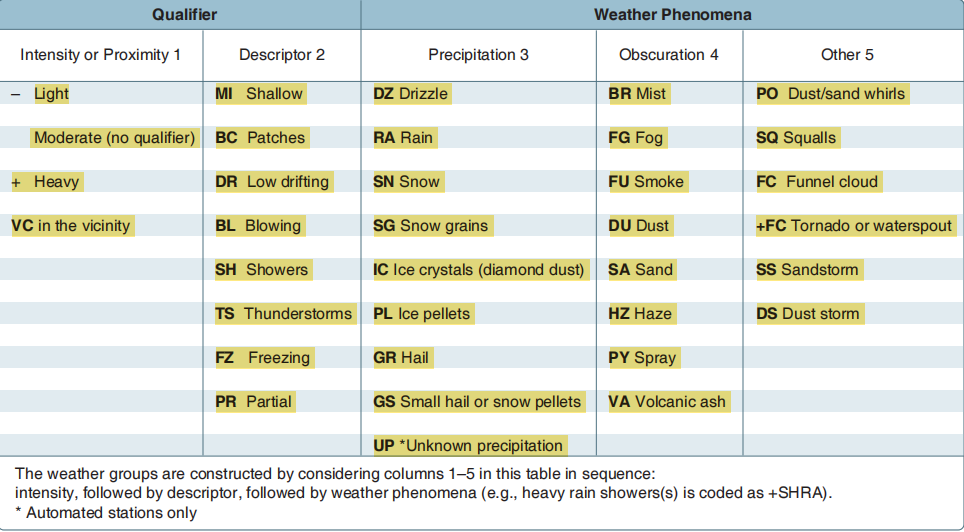 Qualifier Weather Phenomena
Intensity or Proximity 1 Descriptor 2 Precipitation 3 Obscuration 4 Other 5
– Light MI Shallow DZ Drizzle BR Mist PO Dust/sand whirls
Moderate (no qualifier) BC Patches RA Rain FG Fog SQ Squalls
+ Heavy DR Low drifting SN Snow FU Smoke FC Funnel cloud
VC in the vicinity BL Blowing SG Snow grains DU Dust +FC Tornado or waterspout
SH Showers IC Ice crystals (diamond dust) SA Sand SS Sandstorm
TS Thunderstorms PL Ice pellets HZ Haze DS Dust storm
FZ Freezing GR Hail PY Spray
PR Partial GS Small hail or snow pellets VA Volcanic ash
UP *Unknown precipitation
The weather groups are constructed by considering columns 1–5 in this table in sequence:
intensity, followed by descriptor, followed by weather phenomena (e.g., heavy rain showers(s) is coded as +SHRA).
* Automated stations only